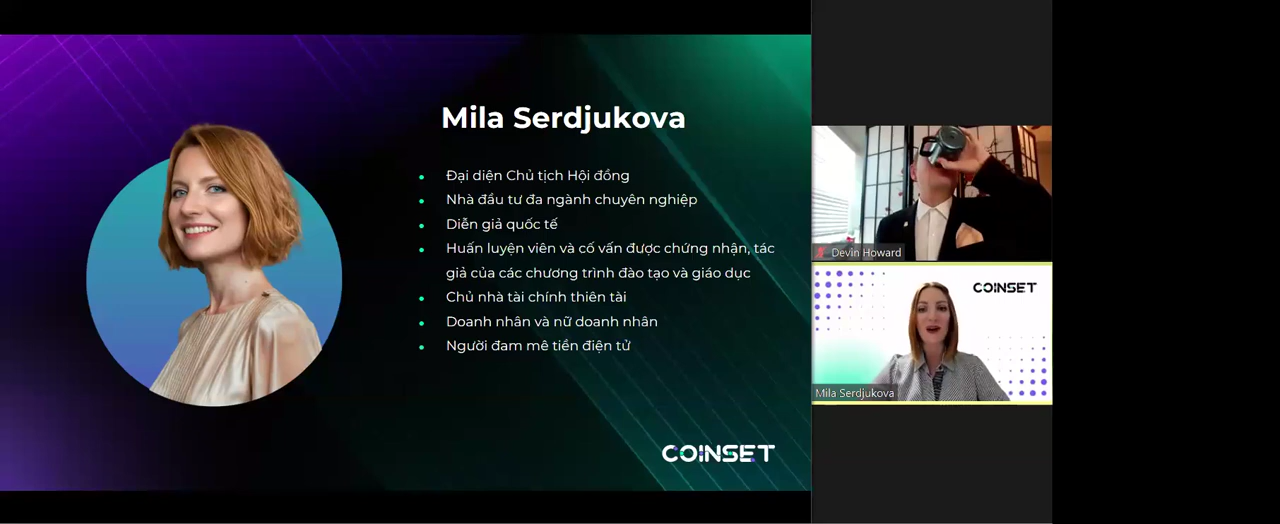 Mila Serdjukova
Đại diện Chủ tịch Hội đồng
Nhà đầu tư đa ngành chuyên nghiệp
Diễn giả quốc tế
Huấn luyện viên và cố vấn được chứng nhận, tác
giả của các chương trình đào tạo và giáo dục
Chủ nhà tài chính thiên tài
Doanh nhân và nữ doanh nhân
Người đam mê tiền điện tử
COINSET
Devin Howard
COINSET
Mila Serdjukova